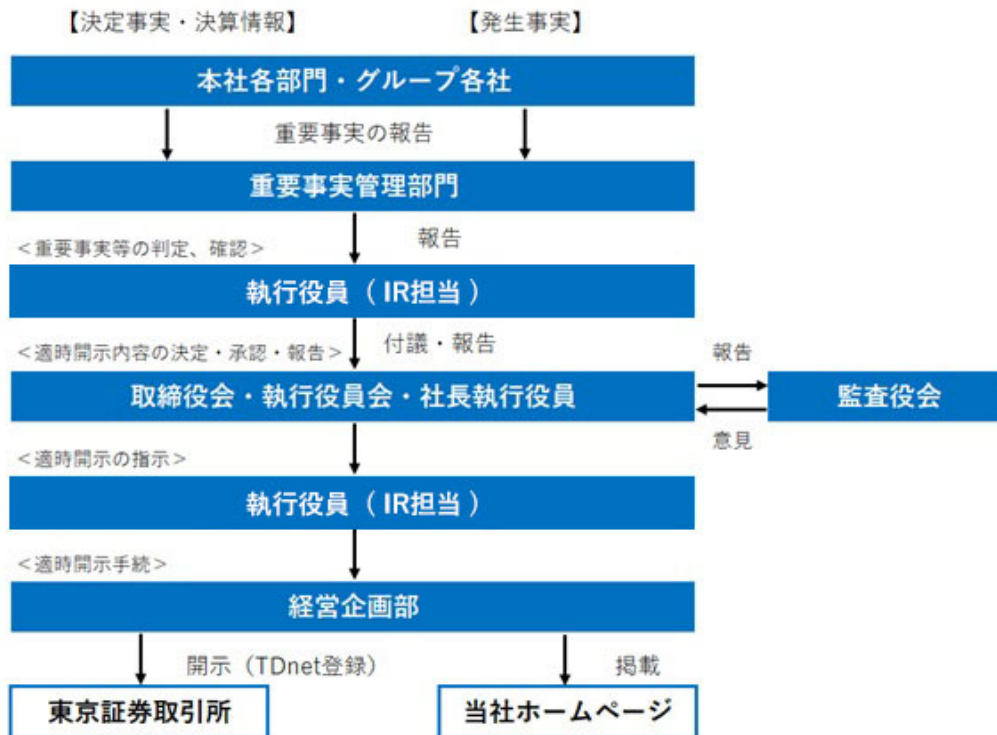 【決定事実・決算情報】 【発生事実】
本社各部門・グループ各社
重要事実の報告
重要事実管理部門
報告
＜重要事実等の判定、確認＞
執行役員（IR担当）
付議・報告
＜適時開示内容の決定・承認・報告＞
報告
取締役会・執行役員会・社長執行役員 監査役会
意見
＜適時開示の指示＞
執行役員（IR担当）
＜適時開示手続＞
経営企画部
開示（TDnet登録） 掲載
東京証券取引所 当社ホームページ